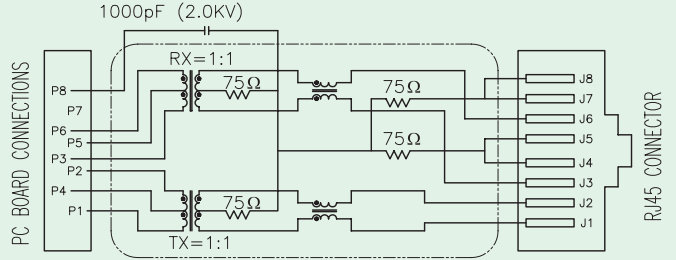 1000pF (2.0KV)
RX=1:1
75Ω
75Ω
75Ω
75Ω
TX=1:1
PC BOARD CONNECTIONS
P8
P7
P6
P5
P3
P2
P4
P1
J8
J7
J6
J5
J4
J3
J2
J1
RJ45 CONNECTOR